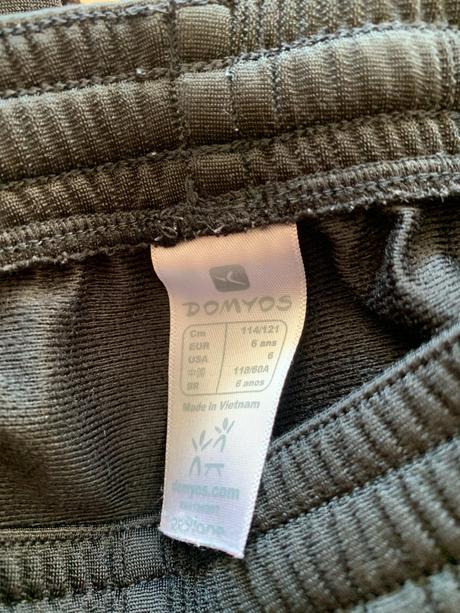 DOMYOS
Cm 114/121
EUR 6 ans
USA 6
中国 118/60A
BR 6 anos
Made in Vietnam
domyos.com